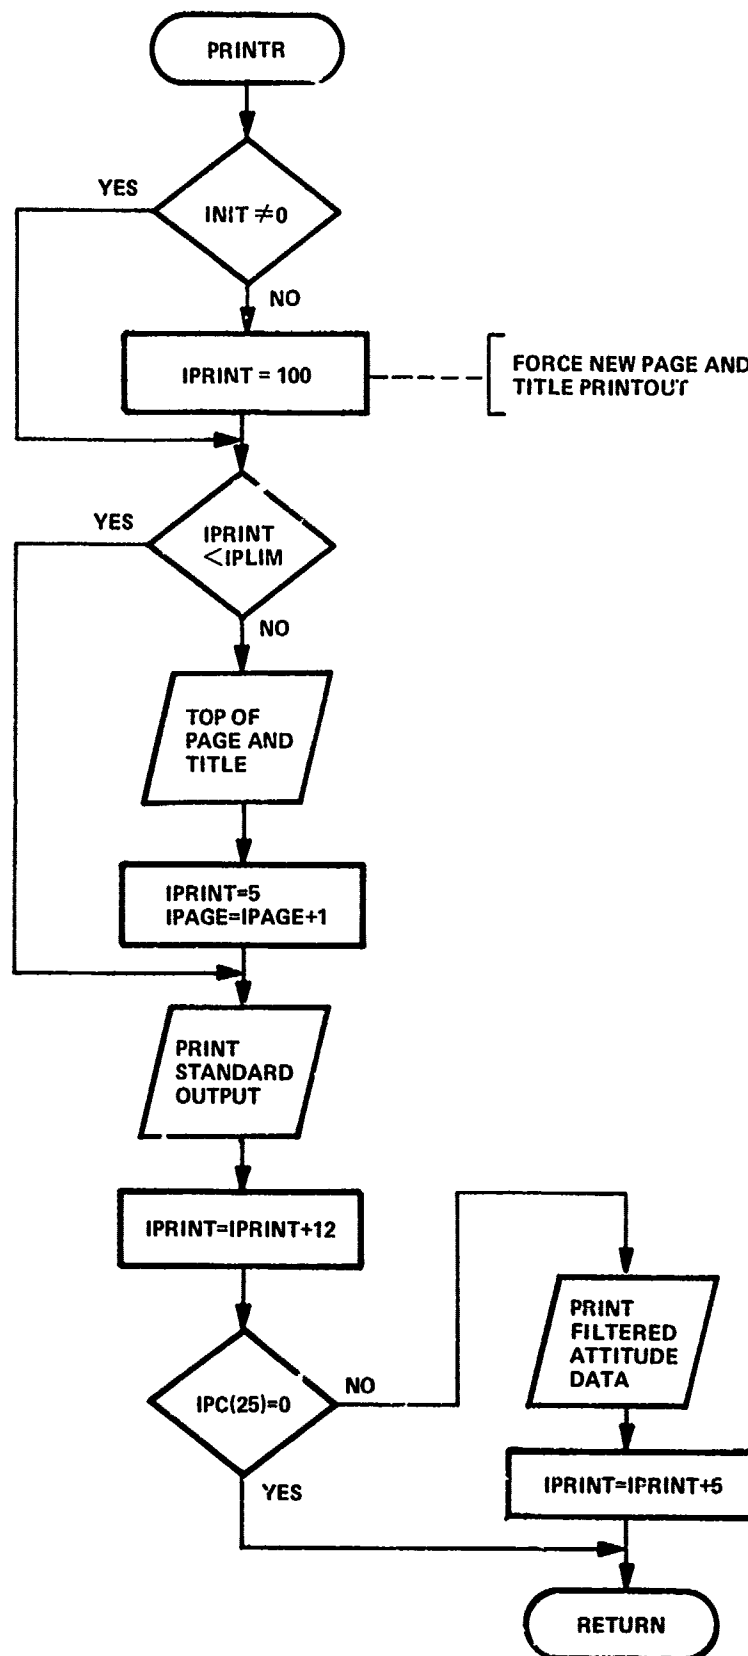 PRINTR
YES
INIT ≠0
NO
IPRINT = 100
FORCE NEW PAGE AND
TITLE PRINTOUT
YES
IPRINT
<IPLIM
NO
TOP OF
PAGE AND
TITLE
IPRINT=5
IPAGE=IPAGE+1
PRINT
STANDARD
OUTPUT
IPRINT=IPRINT+12
IPC(25)=0
NO
YES
PRINT
FILTERED
ATTITUDE
DATA
IPRINT=IPRINT+5
RETURN